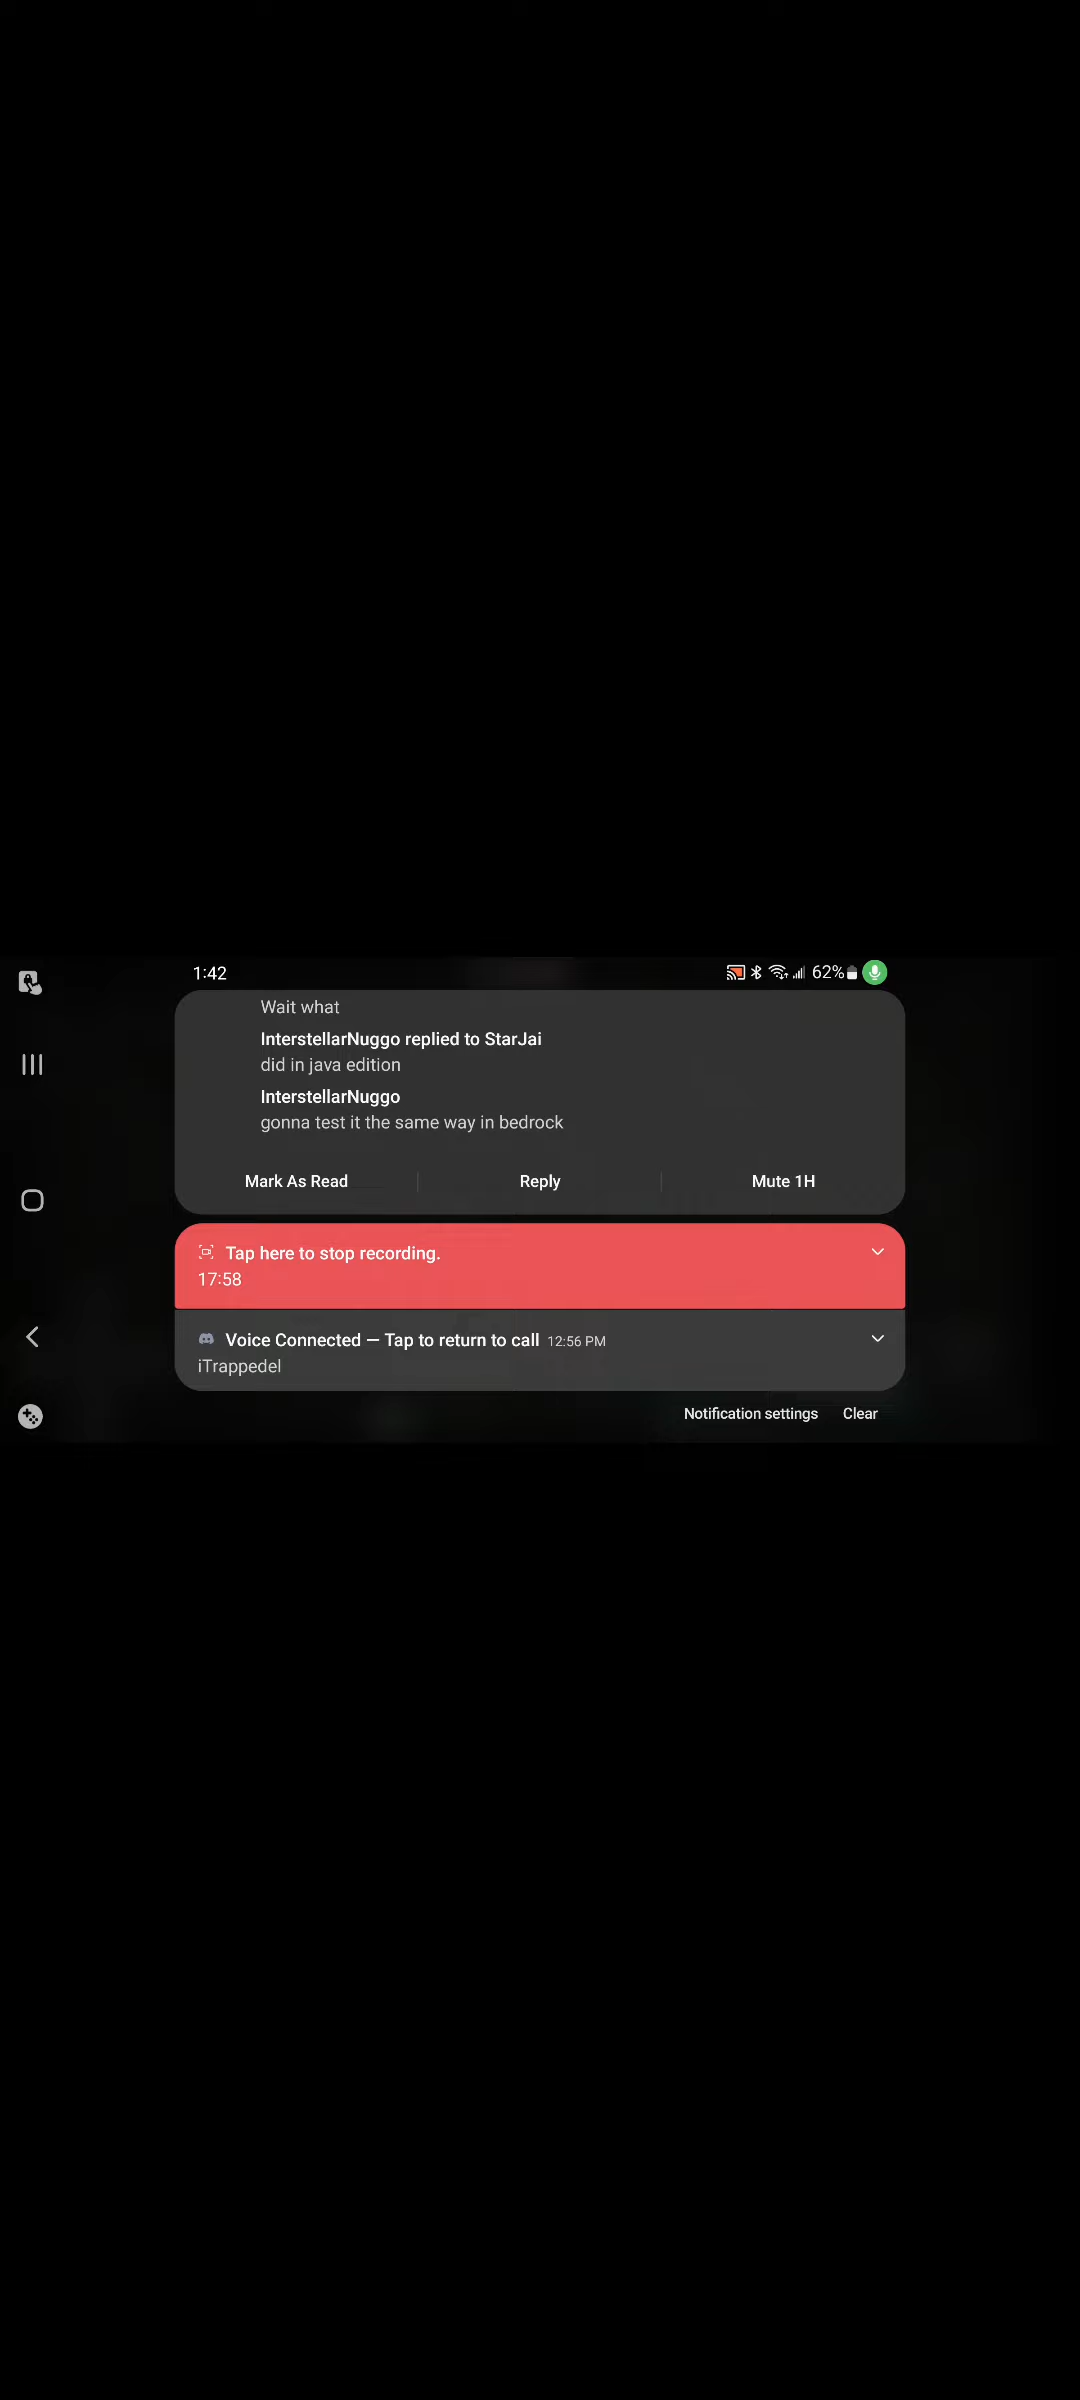 1:42
62%
Wait what
InterstellarNuggo replied to StarJai
did in java edition
InterstellarNuggo
gonna test it the same way in bedrock
Mark As Read Reply Mute 1H
Tap here to stop recording.
17:58
Voice Connected — Tap to return to call 12:56 PM
iTrappedel
Notification settings Clear